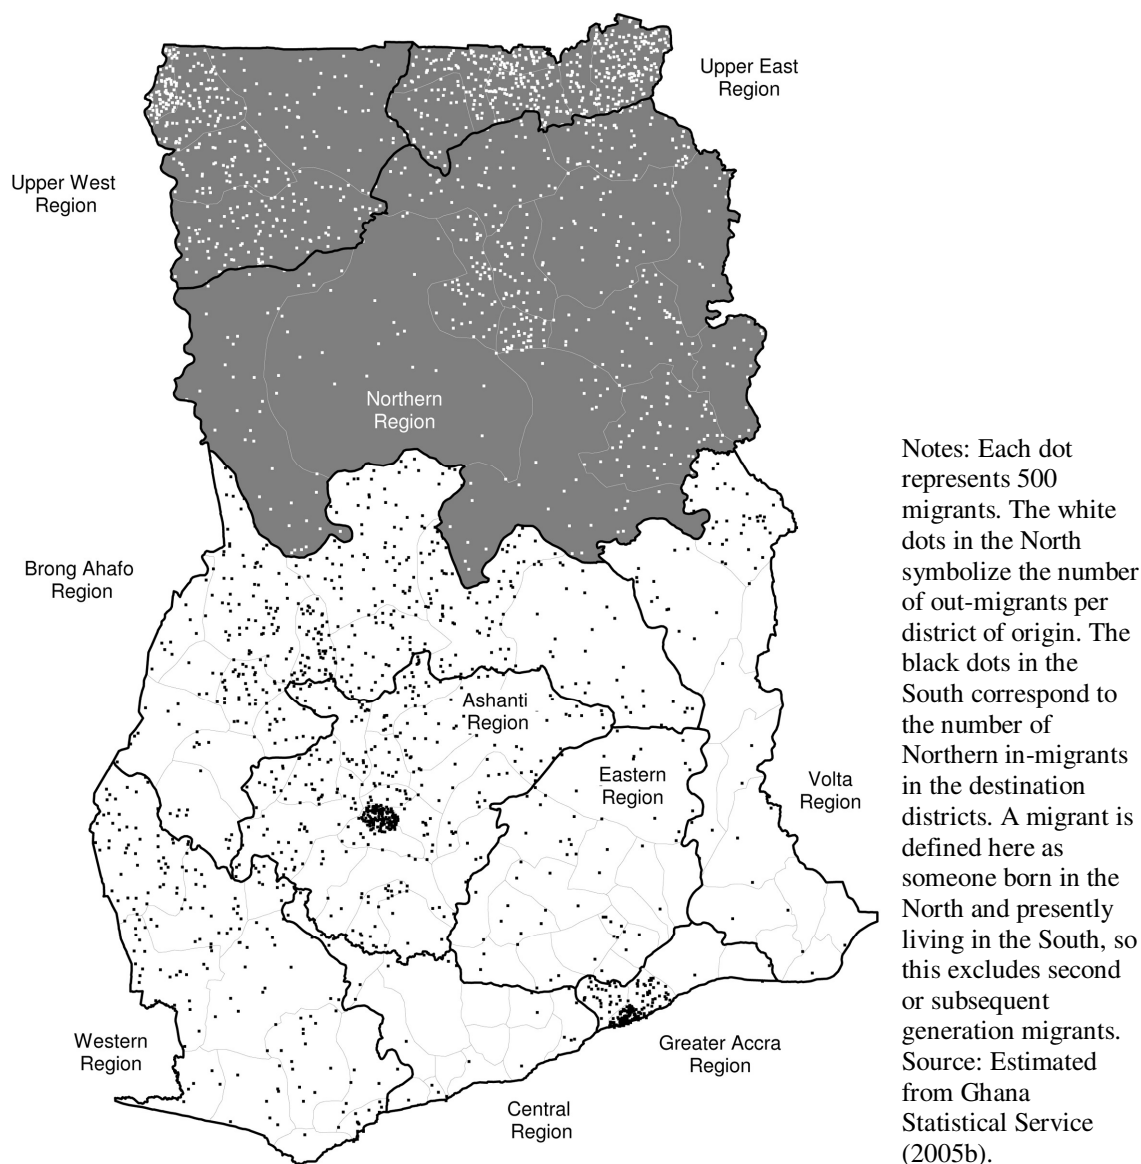 Upper East
Region
Upper West
Region
Northern
Region
Brong Ahafo
Region
Ashanti
Region
Eastern
Region
Volta
Region
Western
Region
Greater Accra
Region
Central
Region
Notes: Each dot
represents 500
migrants. The white
dots in the North
symbolize the number
of out-migrants per
district of origin. The
black dots in the
South correspond to
the number of
Northern in-migrants
in the destination
districts. A migrant is
defined here as
someone born in the
North and presently
living in the South, so
this excludes second
or subsequent
generation migrants.
Source: Estimated
from Ghana
Statistical Service
(2005b).